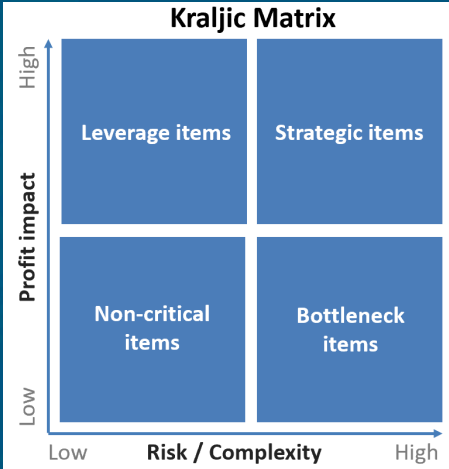 Kraljic Matrix
High
Leverage items
Strategic items
Profit impact
Non-critical
items
Bottleneck
items
Low
Low
Risk / Complexity
High